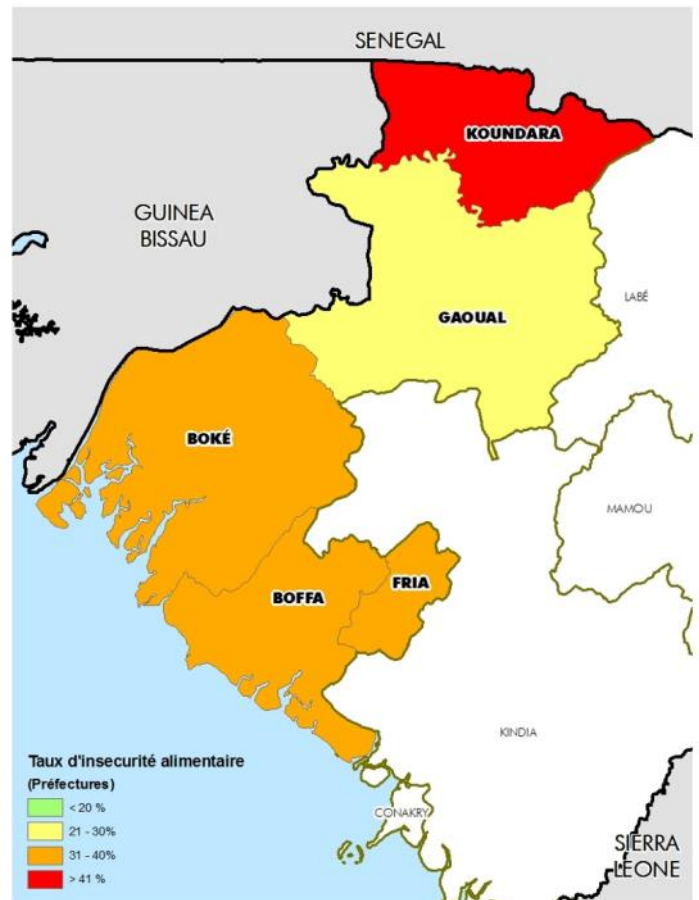 SENEGAL
KOUNDARA
GUINEA
BISSAU
LABÉ
GAOUAL
BOKÉ
MAMOU
FRIA
BOFFA
KINDIA
CONAKRY
SIERRA
LEONE
Taux d'insecurité alimentaire
(Préfectures)
< 20 %
21 - 30%
31 - 40%
> 41 %